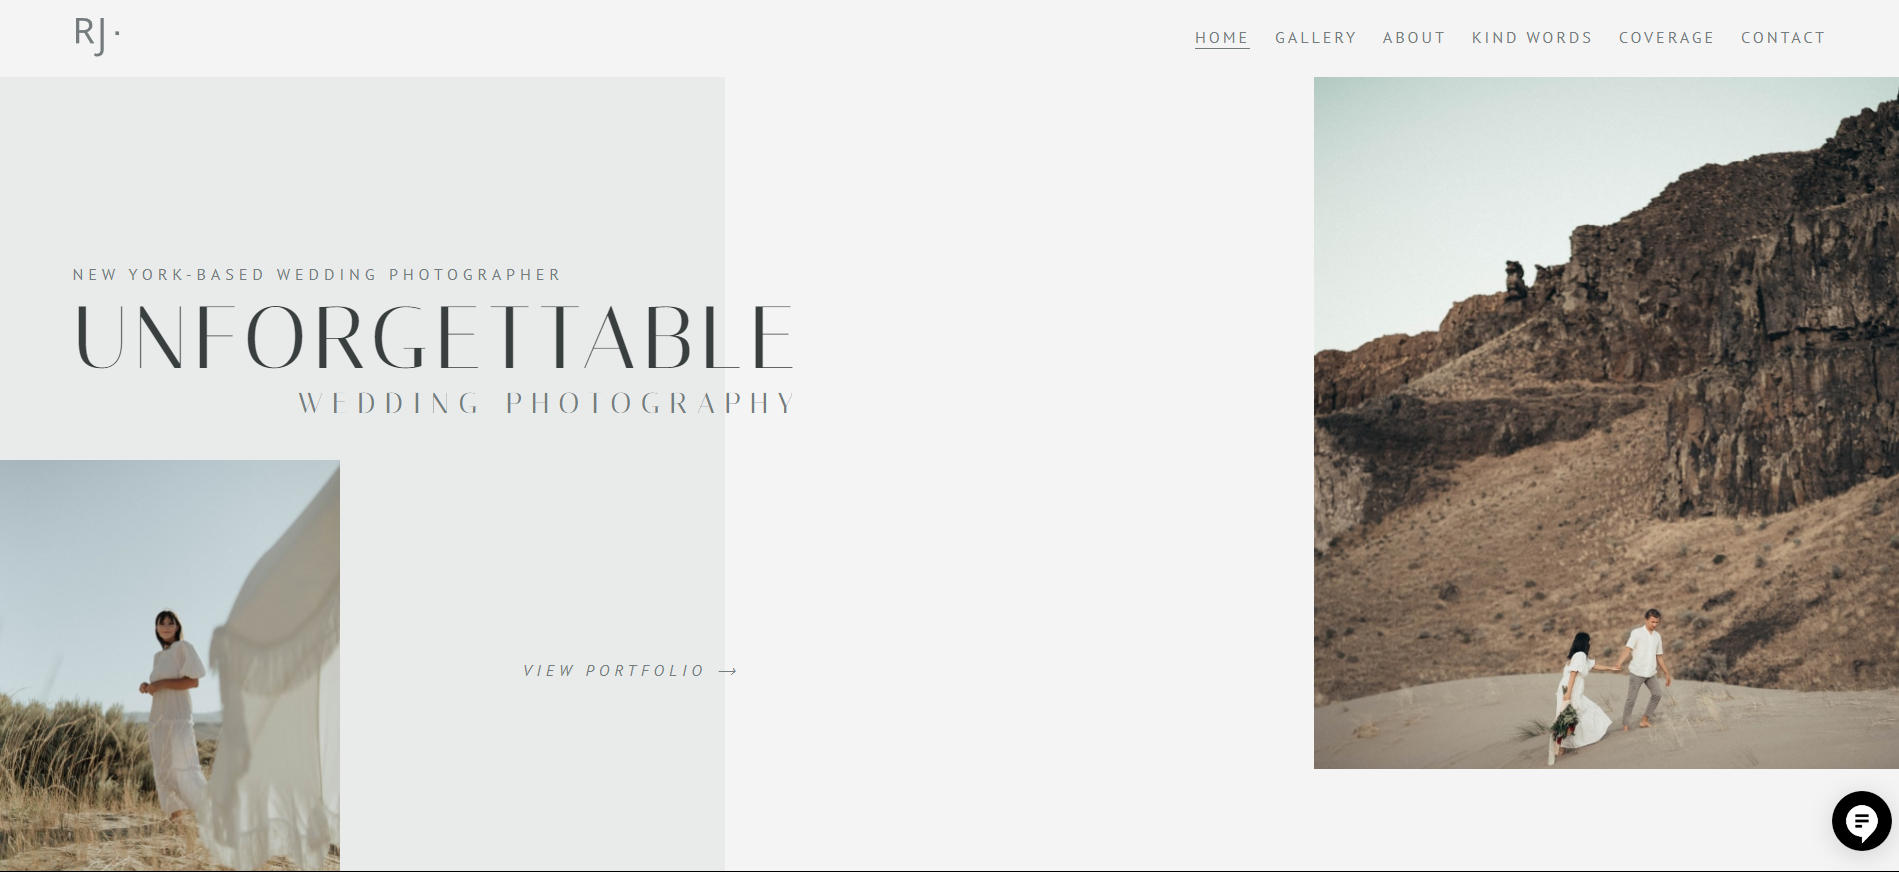 RJ·
HOME GALLERY ABOUT KIND WORDS COVERAGE CONTACT
NEW YORK-BASED WEDDING PHOTOGRAPHER
UNFORGETTABLE
WEDDING PHOTOGRAPHY
VIEW PORTFOLIO →